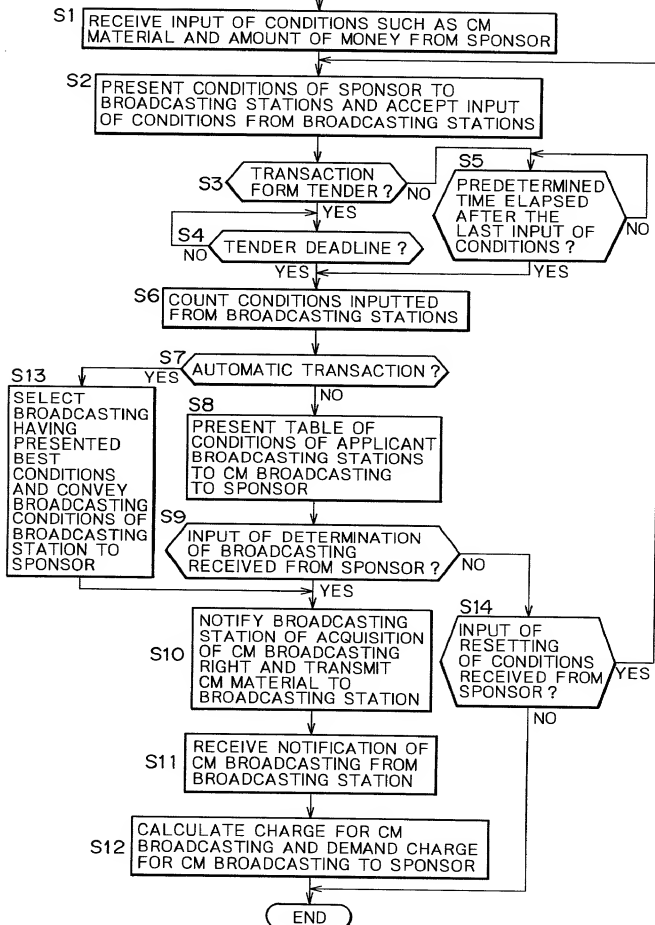 S1
RECEIVE INPUT OF CONDITIONS SUCH AS CM
MATERIAL AND AMOUNT OF MONEY FROM SPONSOR
S2
PRESENT CONDITIONS OF SPONSOR TO
BROADCASTING STATIONS AND ACCEPT INPUT
OF CONDITIONS FROM BROADCASTING STATIONS
S3
TRANSACTION
FORM TENDER ?
NO
YES
S5
PREDETERMINED
TIME ELAPSED
AFTER THE
LAST INPUT OF
CONDITIONS ?
NO
YES
S4
NO
TENDER DEADLINE ?
YES
S6
COUNT CONDITIONS INPUTTED
FROM BROADCASTING STATIONS
S7
YES
AUTOMATIC TRANSACTION ?
NO
S13
SELECT
BROADCASTING
HAVING
PRESENTED
BEST
CONDITIONS
AND CONVEY
BROADCASTING
CONDITIONS OF
BROADCASTING
STATION TO
SPONSOR
S8
PRESENT TABLE OF
CONDITIONS OF APPLICANT
BROADCASTING STATIONS
TO CM BROADCASTING
TO SPONSOR
S9
INPUT OF DETERMINATION
OF BROADCASTING
RECEIVED FROM SPONSOR ?
NO
YES
S14
INPUT OF
RESETTING
OF CONDITIONS
RECEIVED FROM
SPONSOR ?
YES
NO
S10
NOTIFY BROADCASTING
STATION OF ACQUISITION
OF CM BROADCASTING
RIGHT AND TRANSMIT
CM MATERIAL TO
BROADCASTING STATION
S11
RECEIVE NOTIFICATION OF
CM BROADCASTING FROM
BROADCASTING STATION
S12
CALCULATE CHARGE FOR CM
BROADCASTING AND DEMAND CHARGE
FOR CM BROADCASTING TO SPONSOR
END